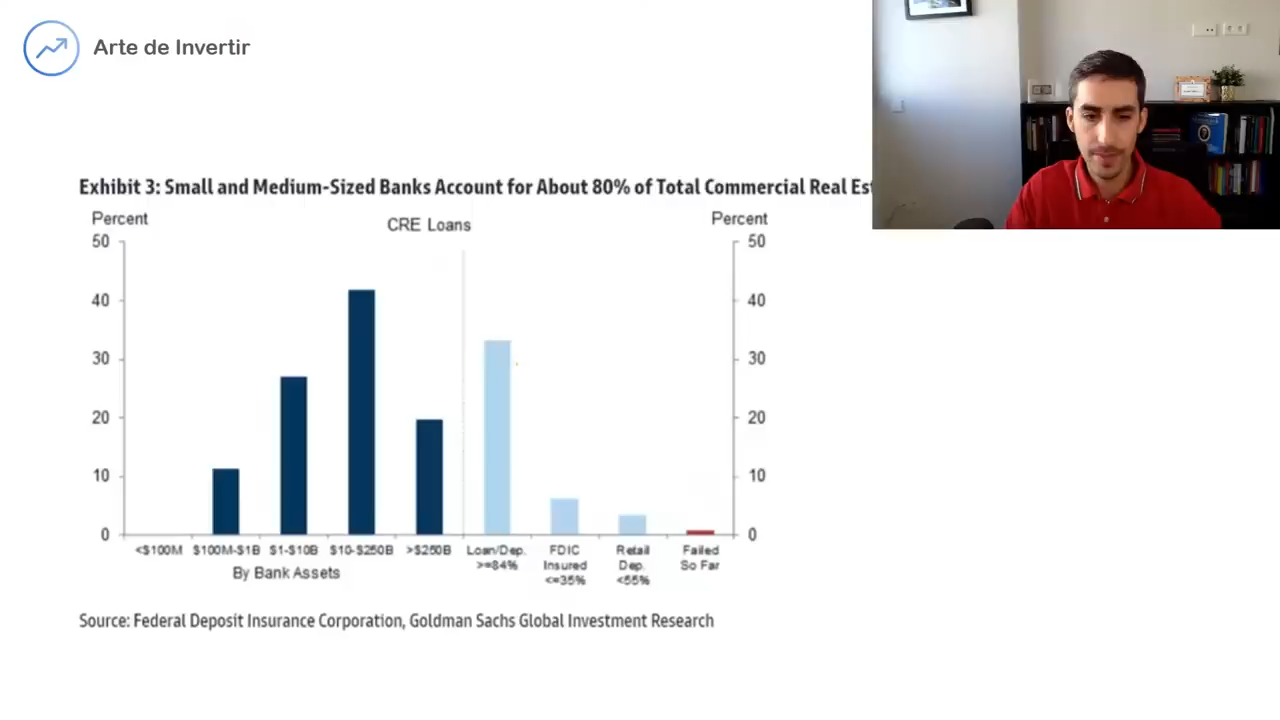 Arte de Invertir
Exhibit 3: Small and Medium-Sized Banks Account for About 80% of Total Commercial Real Est
Percent
CRE Loans
Percent
50
50
40
40
30
30
20
20
10
10
0
0
<$100M $100M-$1B $1-$10B $10-$250B >$250B
Loan/Dep. >=84%
FDIC Insured <=35%
Retail Dep. <55%
Failed So Far
By Bank Assets
Source: Federal Deposit Insurance Corporation, Goldman Sachs Global Investment Research